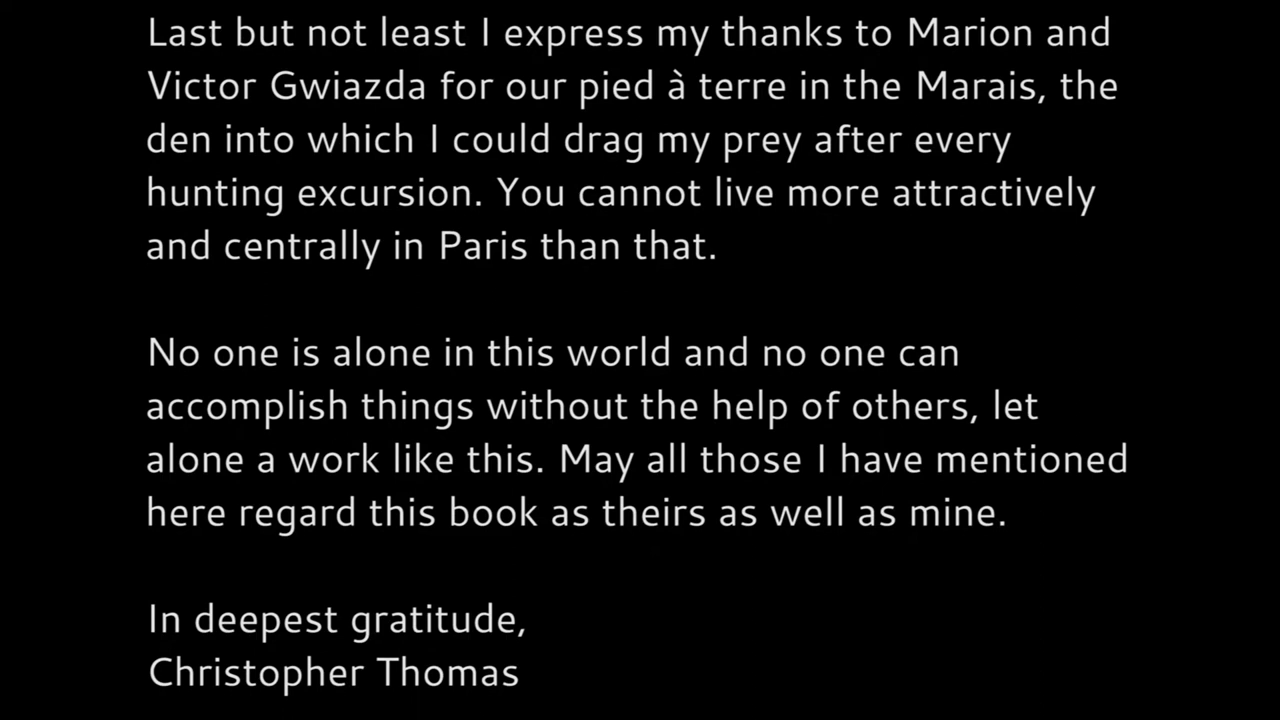 Last but not least I express my thanks to Marion and
Victor Gwiazda for our pied à terre in the Marais, the
den into which I could drag my prey after every
hunting excursion. You cannot live more attractively
and centrally in Paris than that.
No one is alone in this world and no one can
accomplish things without the help of others, let
alone a work like this. May all those I have mentioned
here regard this book as theirs as well as mine.
In deepest gratitude,
Christopher Thomas